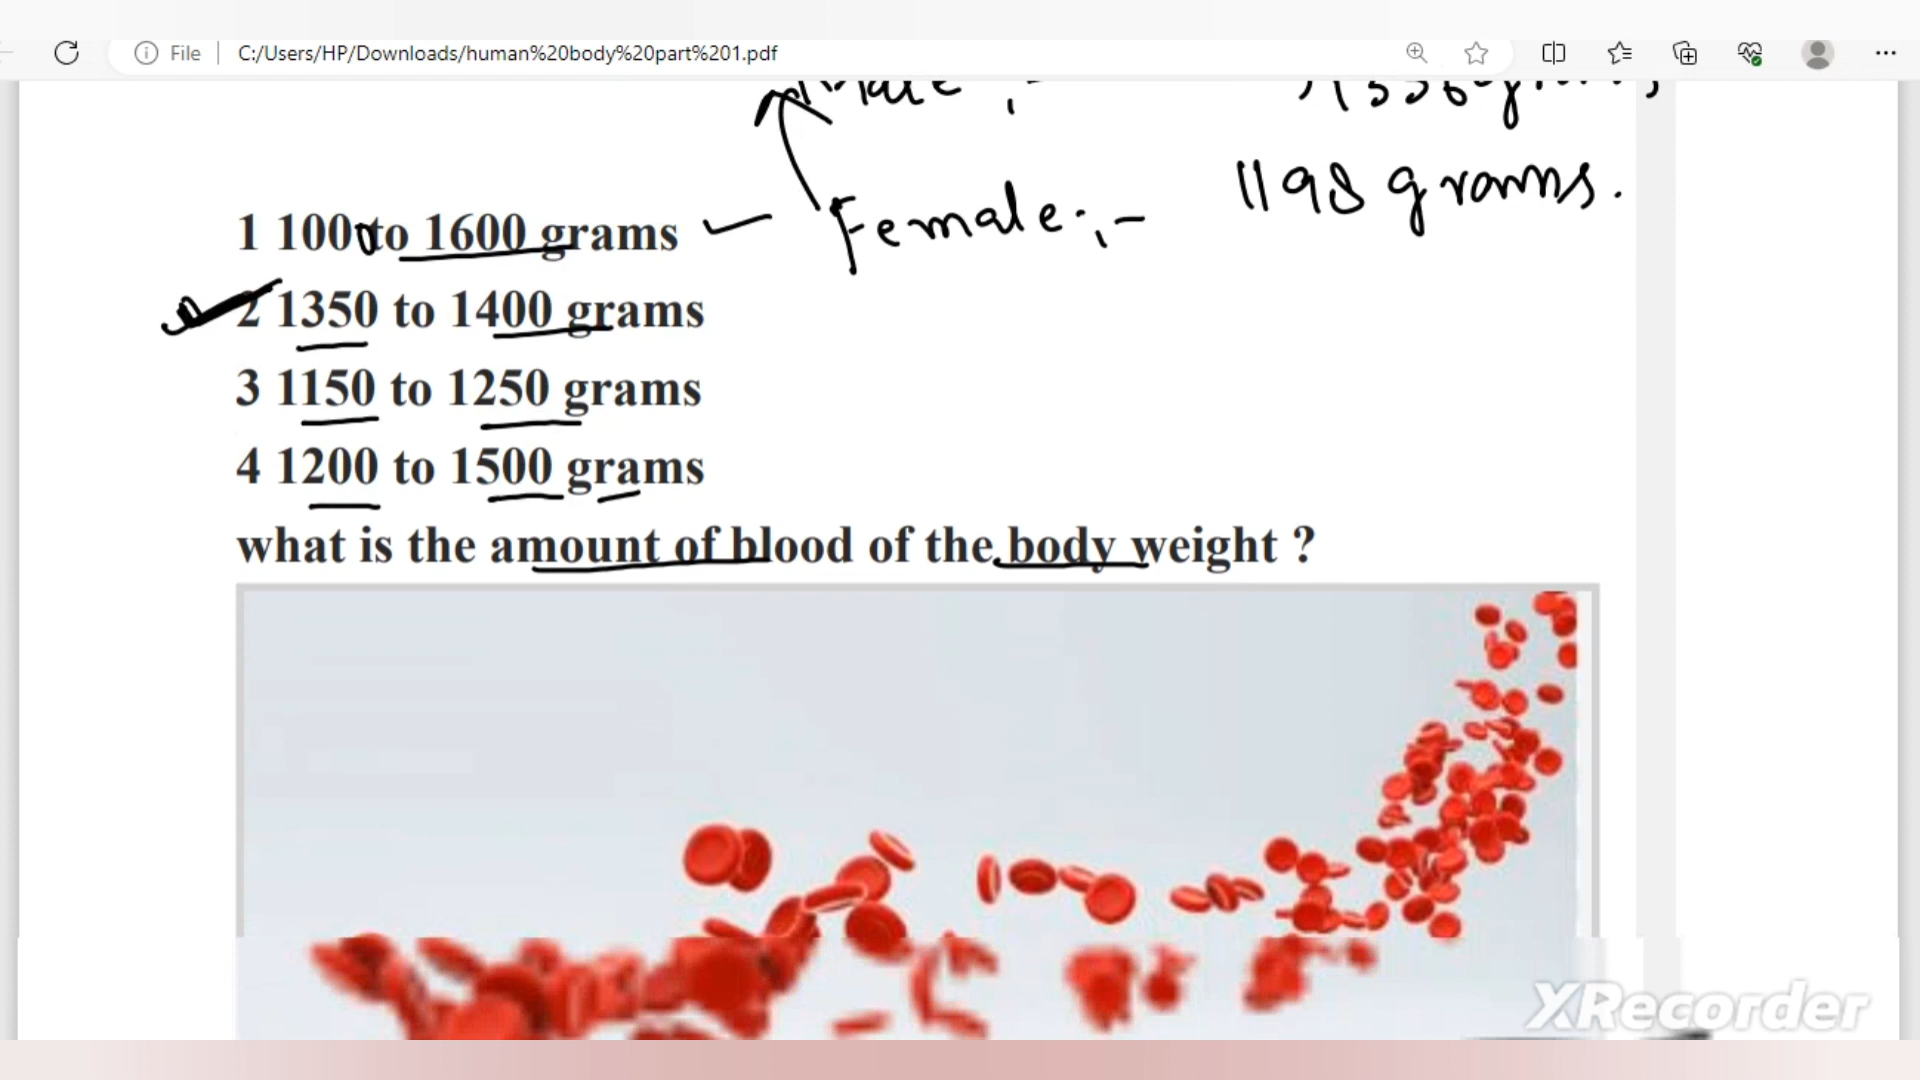 File C:/Users/HP/Downloads/human%20body%20part%201.pdf
1198 grams.
Female:-
1 1000 to 1600 grams
2 1350 to 1400 grams
3 1150 to 1250 grams
4 1200 to 1500 grams
what is the amount of blood of the body weight ?
XRecorder